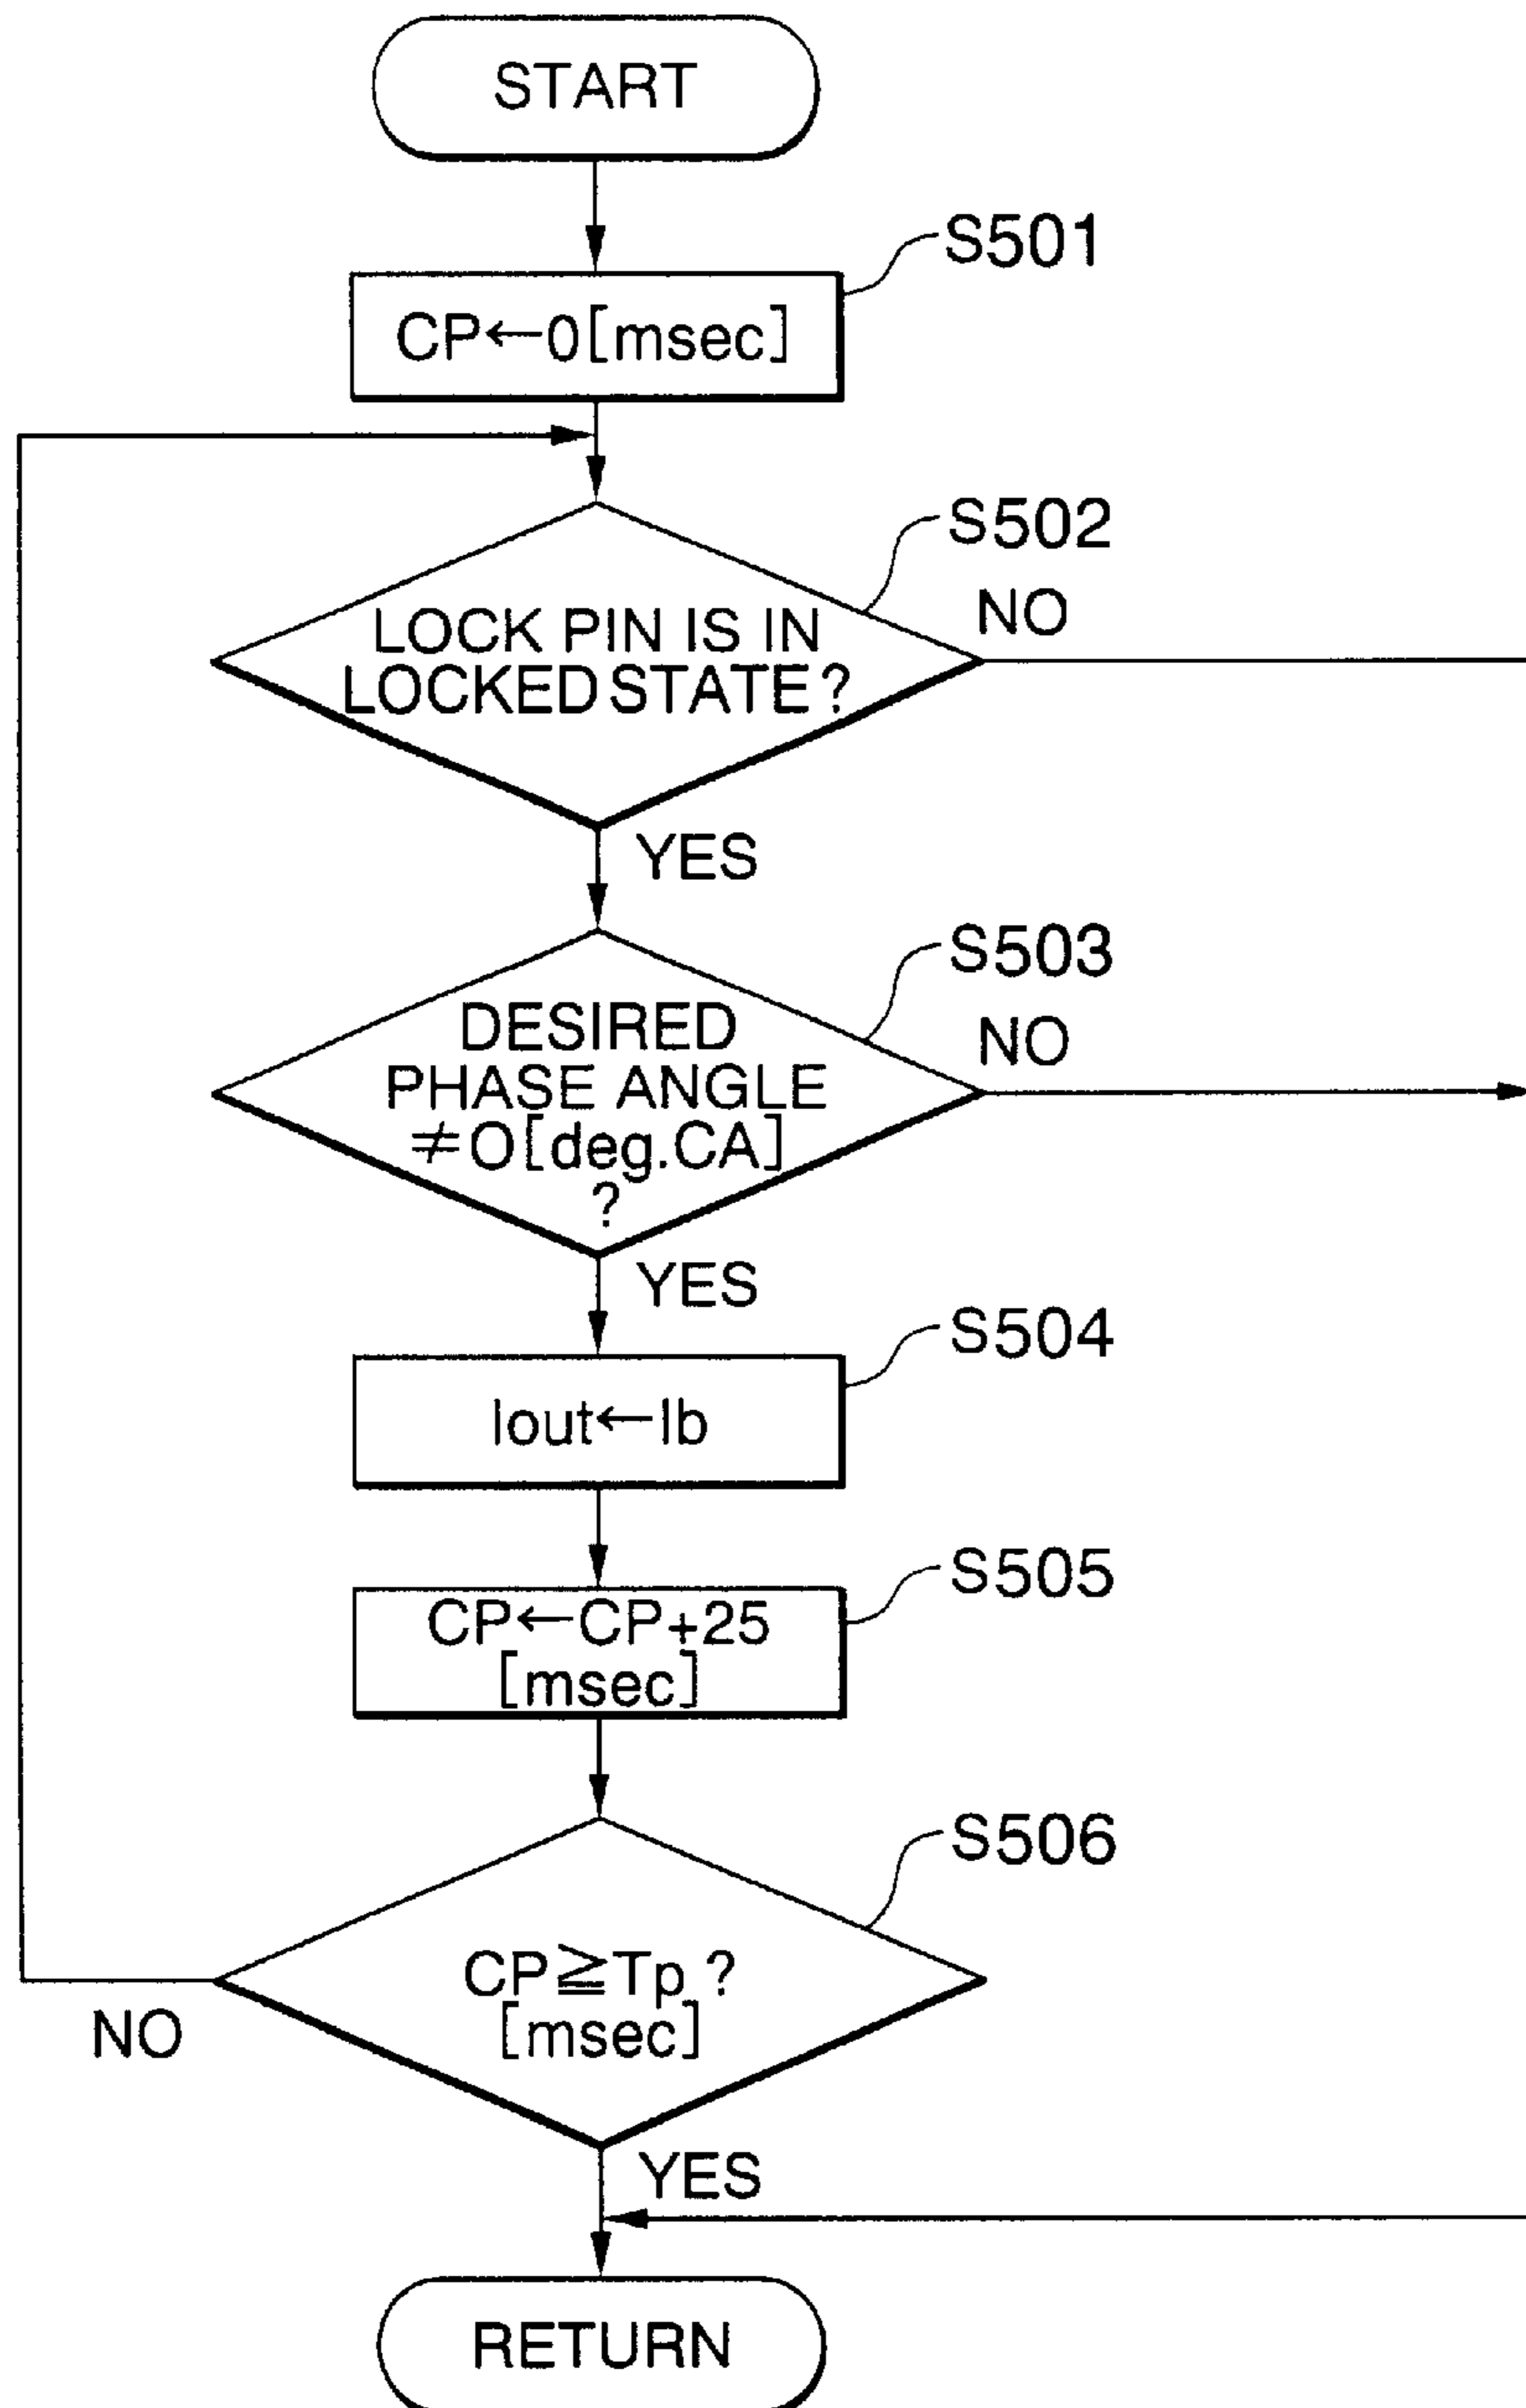 START
S501
CP←0[msec]
S502
NO
LOCK PIN IS IN
LOCKED STATE?
YES
S503
NO
DESIRED
PHASE ANGLE
≠0[deg.CA]
?
YES
S504
Iout←Ib
S505
CP←CP+25
[msec]
S506
CP≧Tp?
[msec]
NO
YES
RETURN